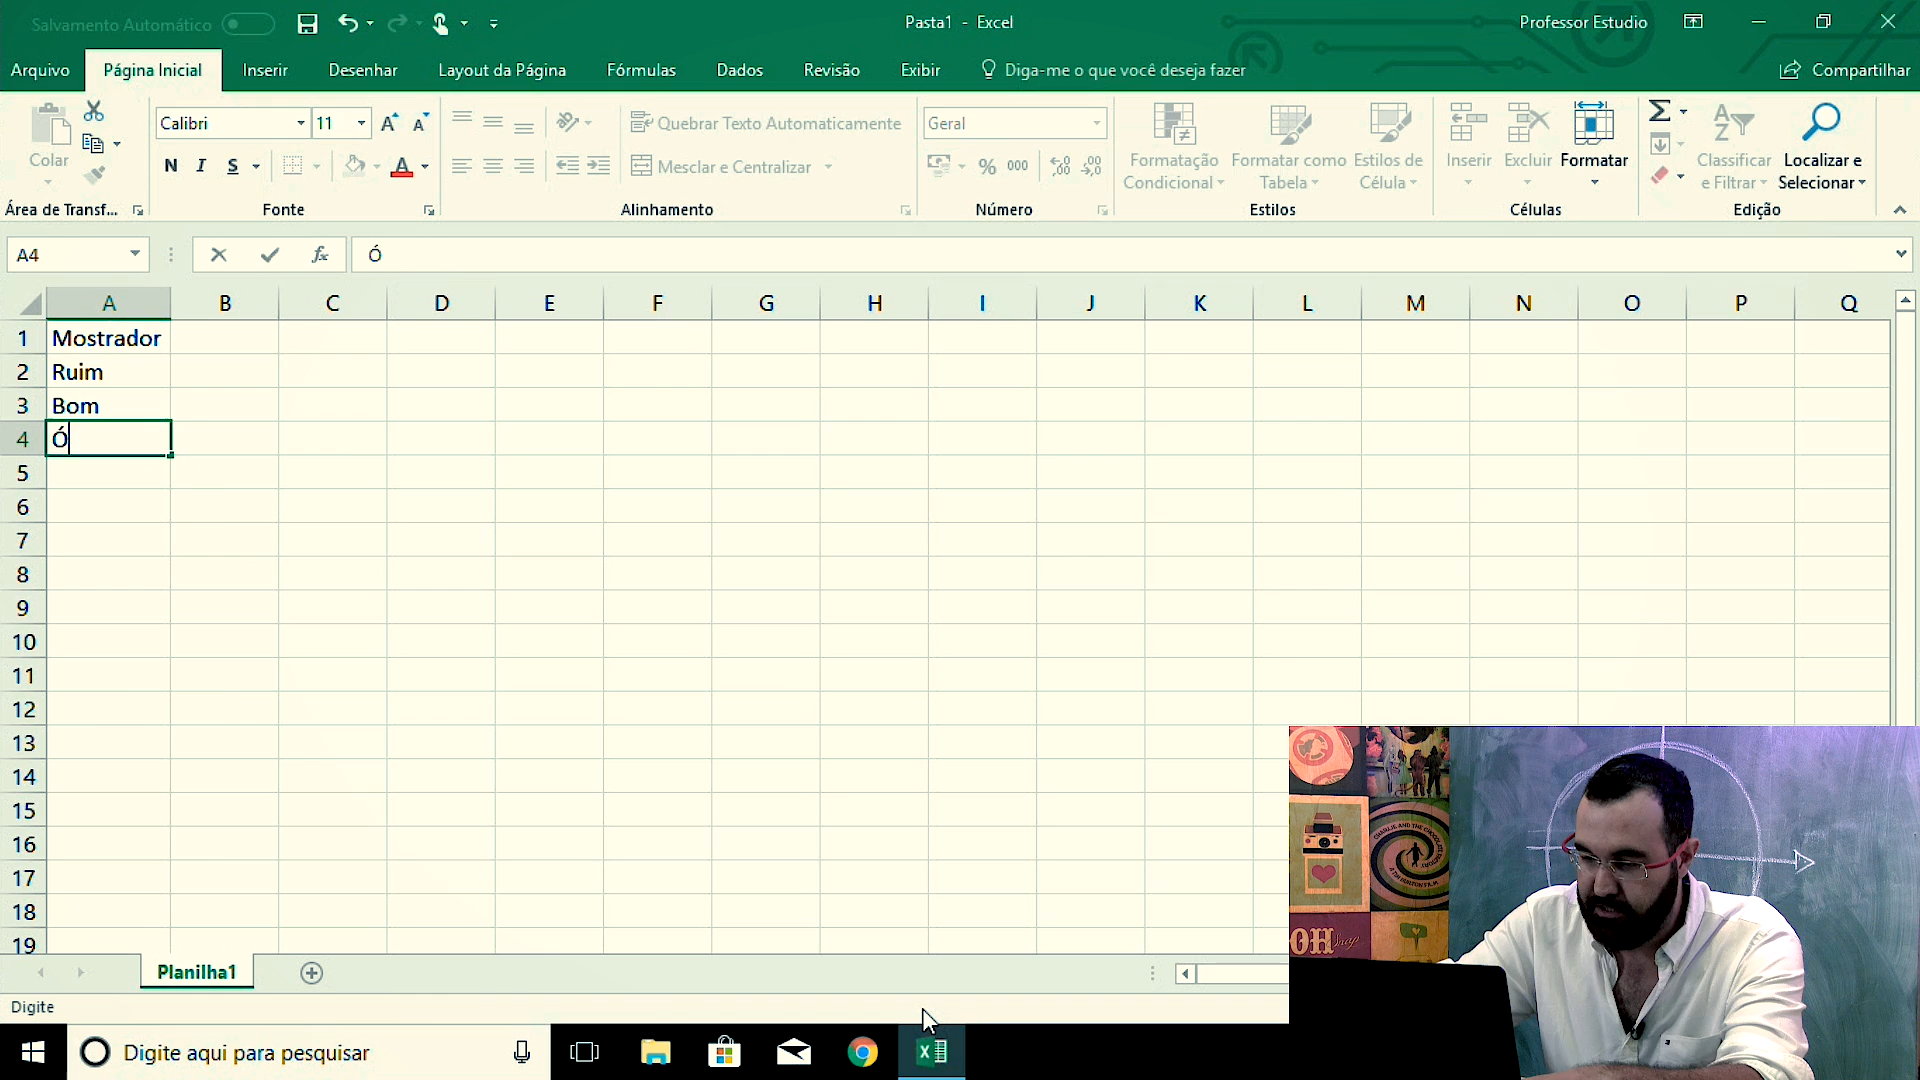 Salvamento Automático
Pasta1 - Excel
Professor Estudio
Arquivo
Página Inicial
Inserir
Desenhar
Layout da Página
Fórmulas
Dados
Revisão
Exibir
Diga-me o que você deseja fazer
Compartilhar
Colar
Área de Transf...
Calibri
11
N I S
Fonte
Quebrar Texto Automaticamente
Mesclar e Centralizar
Alinhamento
Geral
% 000
Número
Formatação
Condicional
Formatar como
Tabela
Estilos de
Célula
Estilos
Inserir
Excluir
Formatar
Células
Classificar
e Filtrar
Localizar e
Selecionar
Edição
A4
fx
Ó
A B C D E F G H I J K L M N O P Q
1 Mostrador
2 Ruim
3 Bom
4 Ó
5
6
7
8
9
10
11
12
13
14
15
16
17
18
19
Planilha1
Digite
Digite aqui para pesquisar
OH